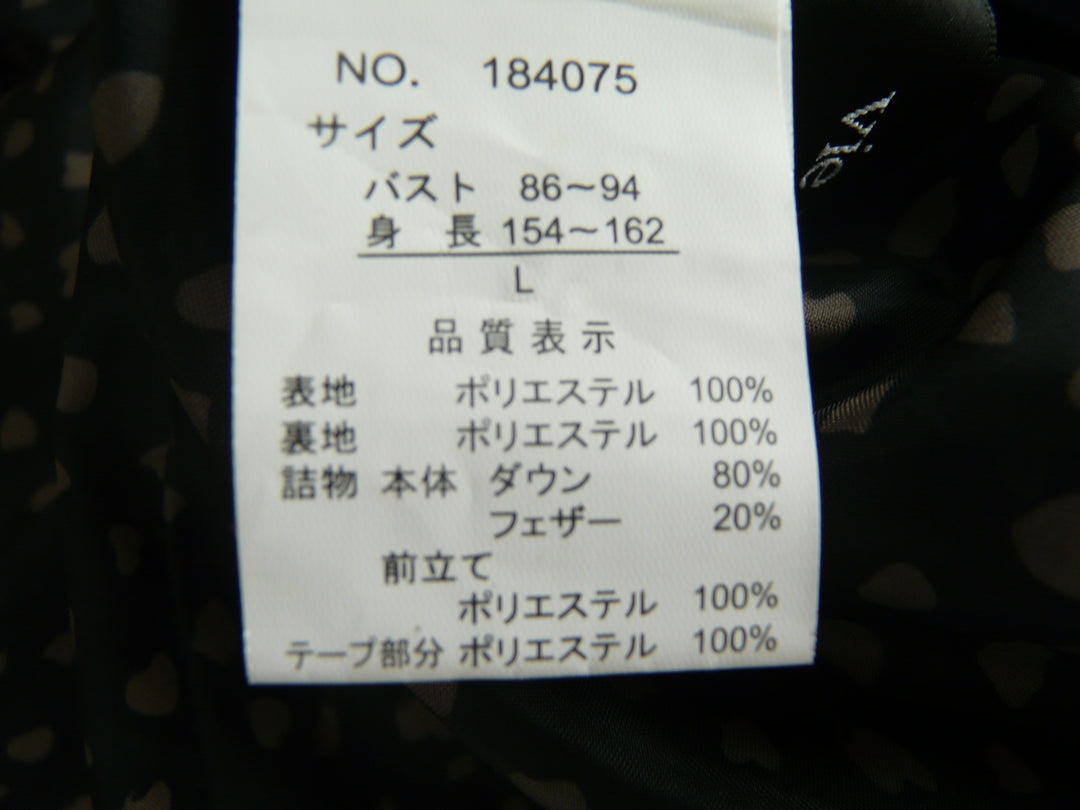 NO. 184075
サイズ
バスト 86～94
身 長 154～162
L
品質表示
表地 ポリエステル 100%
裏地 ポリエステル 100%
詰物 本体 ダウン 80%
フェザー 20%
前立て
ポリエステル 100%
テープ部分 ポリエステル 100%